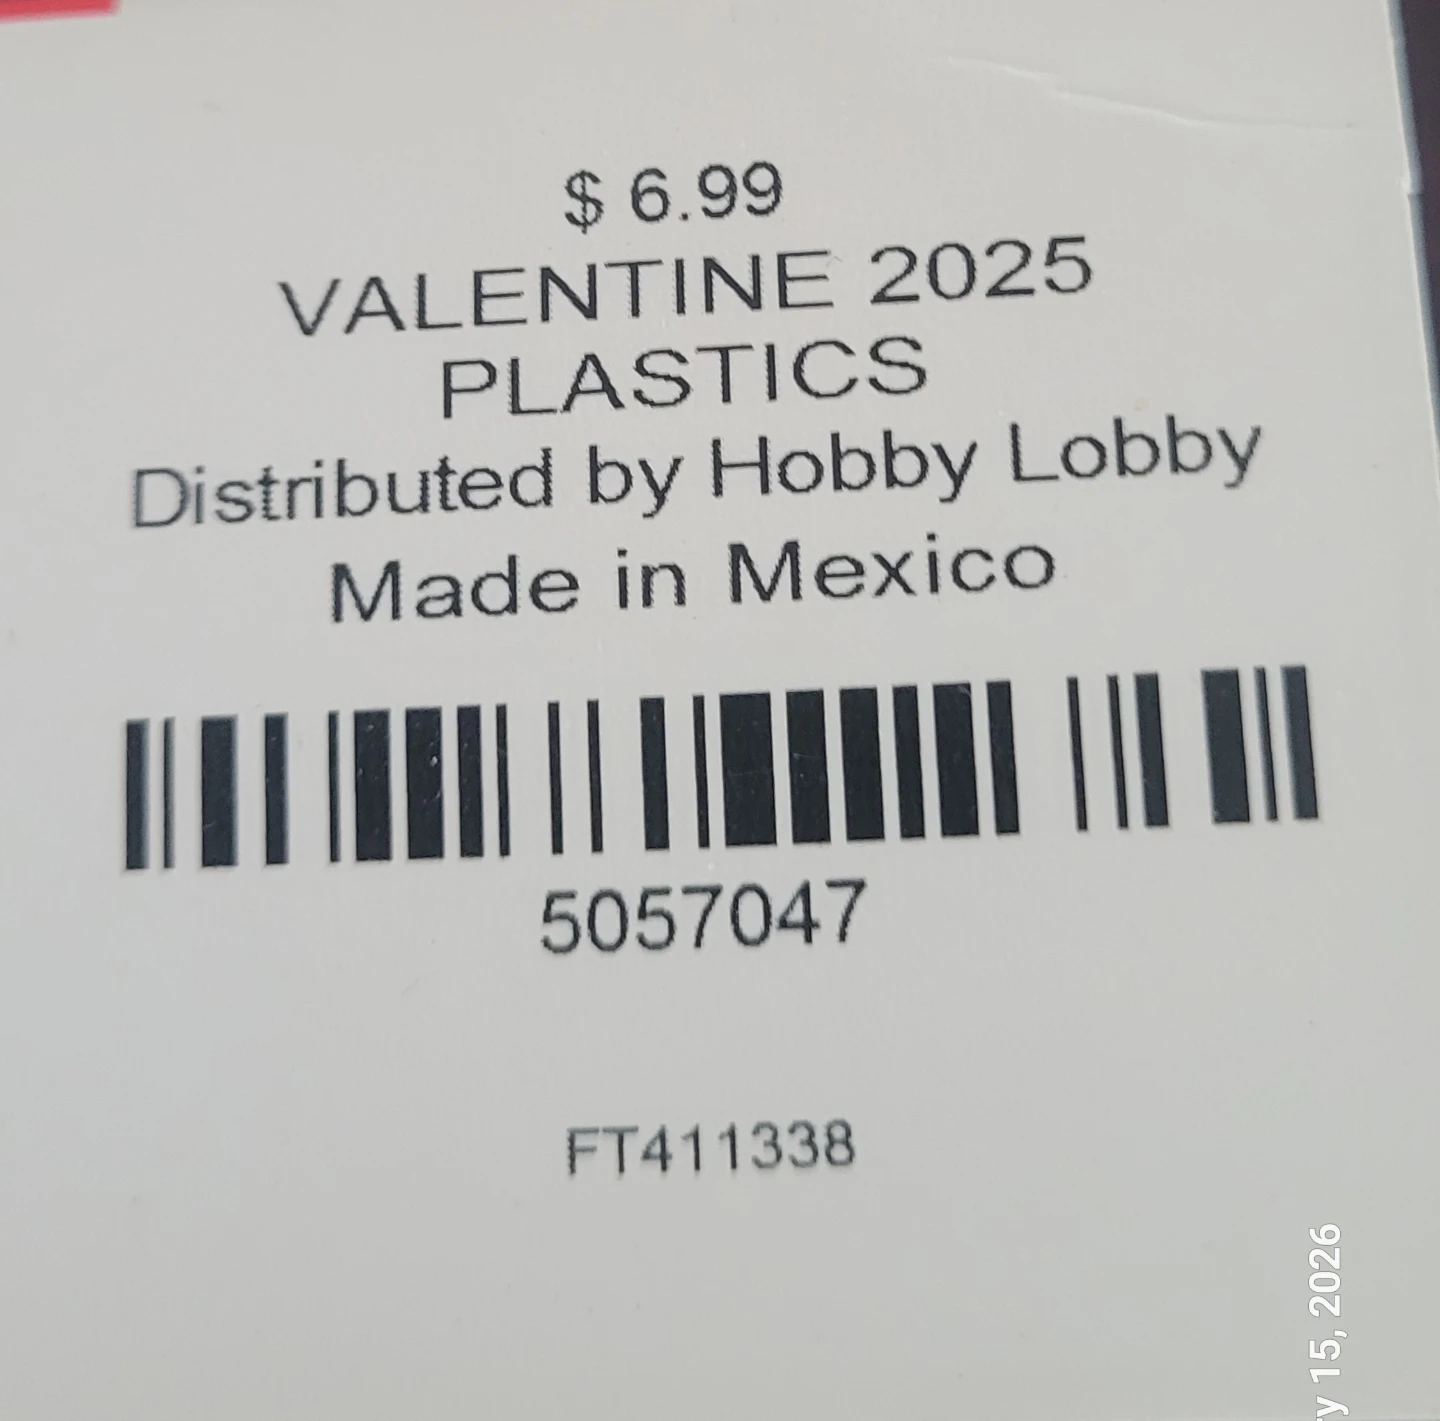 $ 6.99
VALENTINE 2025
PLASTICS
Distributed by Hobby Lobby
Made in Mexico
5057047
FT411338
y 15, 2026